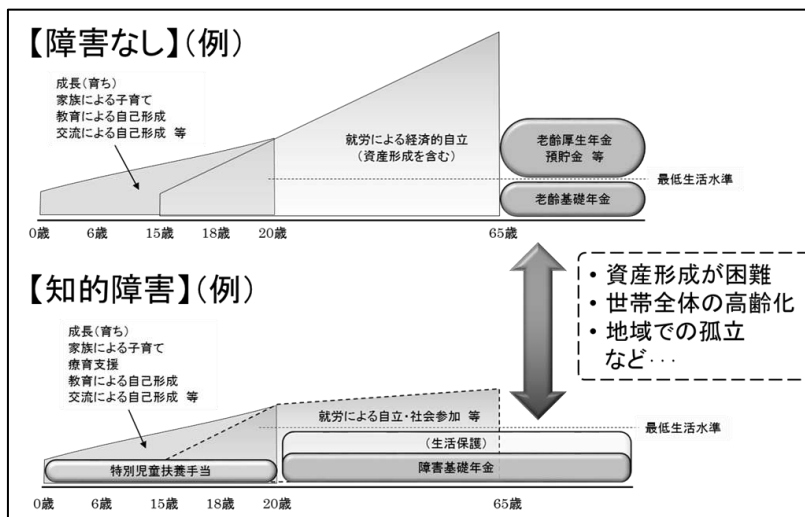 【障害なし】(例)
成長(育ち)
家族による子育て
教育による自己形成
交流による自己形成 等
就労による経済的自立
(資産形成を含む)
老齢厚生年金
預貯金 等
最低生活水準
老齢基礎年金
0歳 6歳 15歳 18歳 20歳 65歳
【知的障害】(例)
成長(育ち)
家族による子育て
療育支援
教育による自己形成
交流による自己形成 等
・資産形成が困難
・世帯全体の高齢化
・地域での孤立
など…
就労による自立・社会参加 等
最低生活水準
(生活保護)
特別児童扶養手当
障害基礎年金
0歳 6歳 15歳 18歳 20歳 65歳